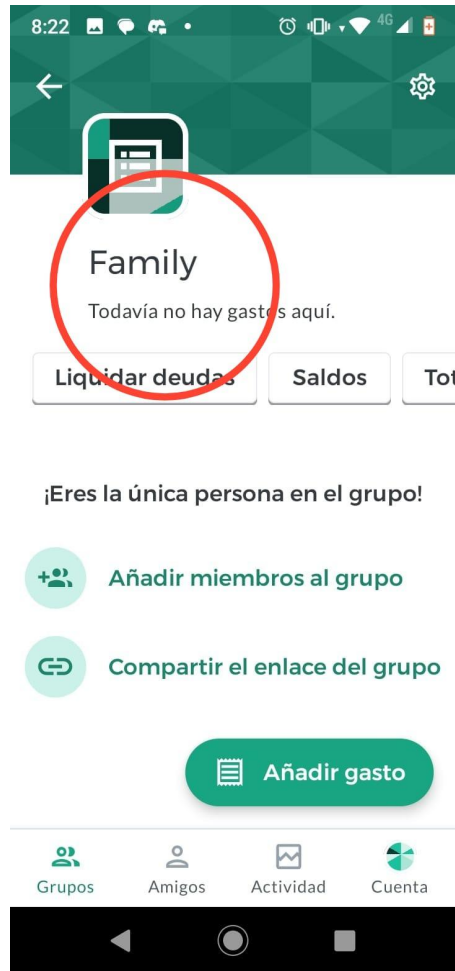 8:22
4G
Family
Todavía no hay gastos aquí.
Liquidar deudas
Saldos
Tot
¡Eres la única persona en el grupo!
Añadir miembros al grupo
Compartir el enlace del grupo
Añadir gasto
Grupos
Amigos
Actividad
Cuenta